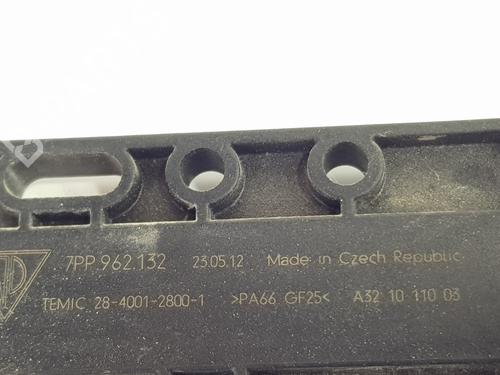 7PP.962.132 23.05.12 Made in Czech Republic
TEMIC 28-4001-2800-1 >PA66 GF25< A32 10 110 03